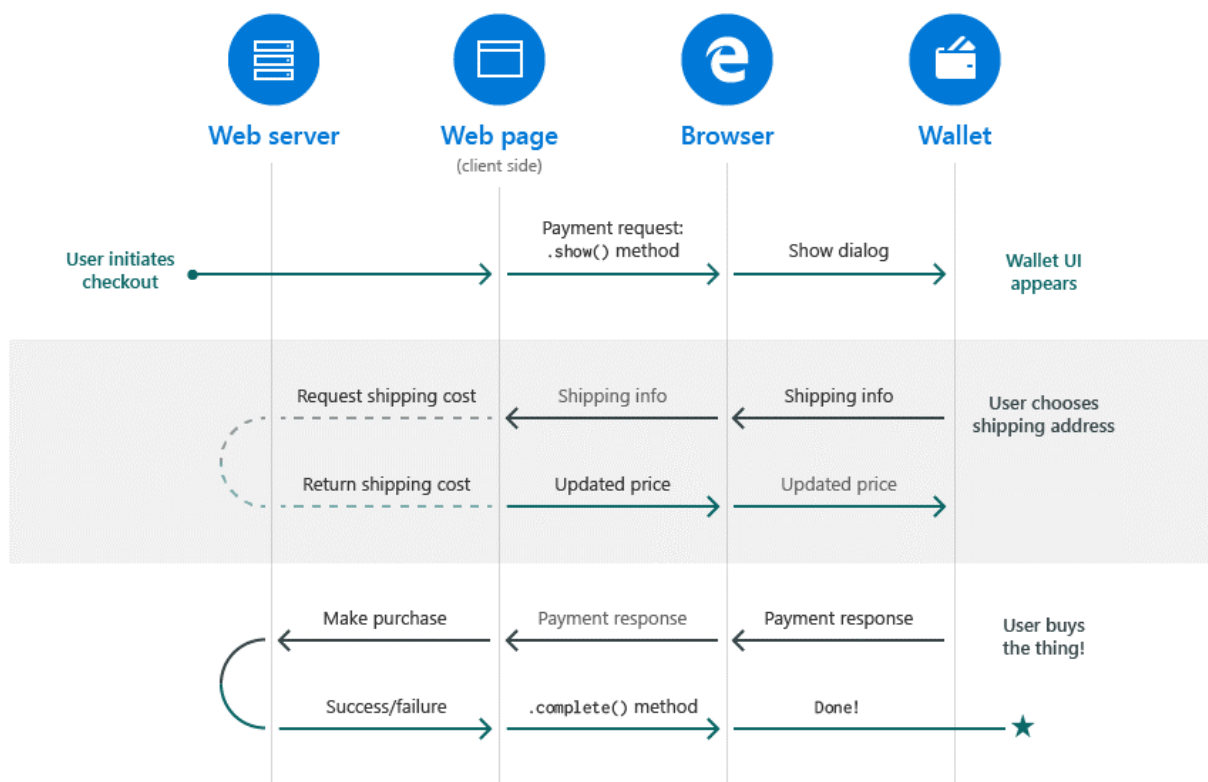 Web server
Web page
(client side)
Browser
Wallet
User initiates
checkout
Payment request:
.show() method
Show dialog
Wallet UI
appears
Request shipping cost
Shipping info
Shipping info
User chooses
shipping address
Return shipping cost
Updated price
Updated price
Make purchase
Payment response
Payment response
User buys
the thing!
Success/failure
.complete() method
Done!